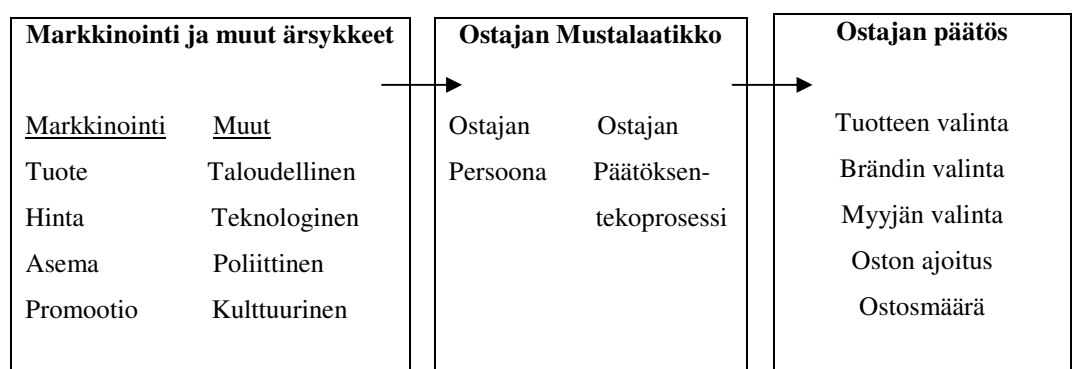 Markkinointi ja muut ärsykkeet
Markkinointi Muut
Tuote Taloudellinen
Hinta Teknologinen
Asema Poliittinen
Promootio Kulttuurinen
Ostajan Mustalaatikko
Ostajan Ostajan
Persoona Päätöksen-
tekoprosessi
Ostajan päätös
Tuotteen valinta
Brändin valinta
Myyjän valinta
Oston ajoitus
Ostosmäärä